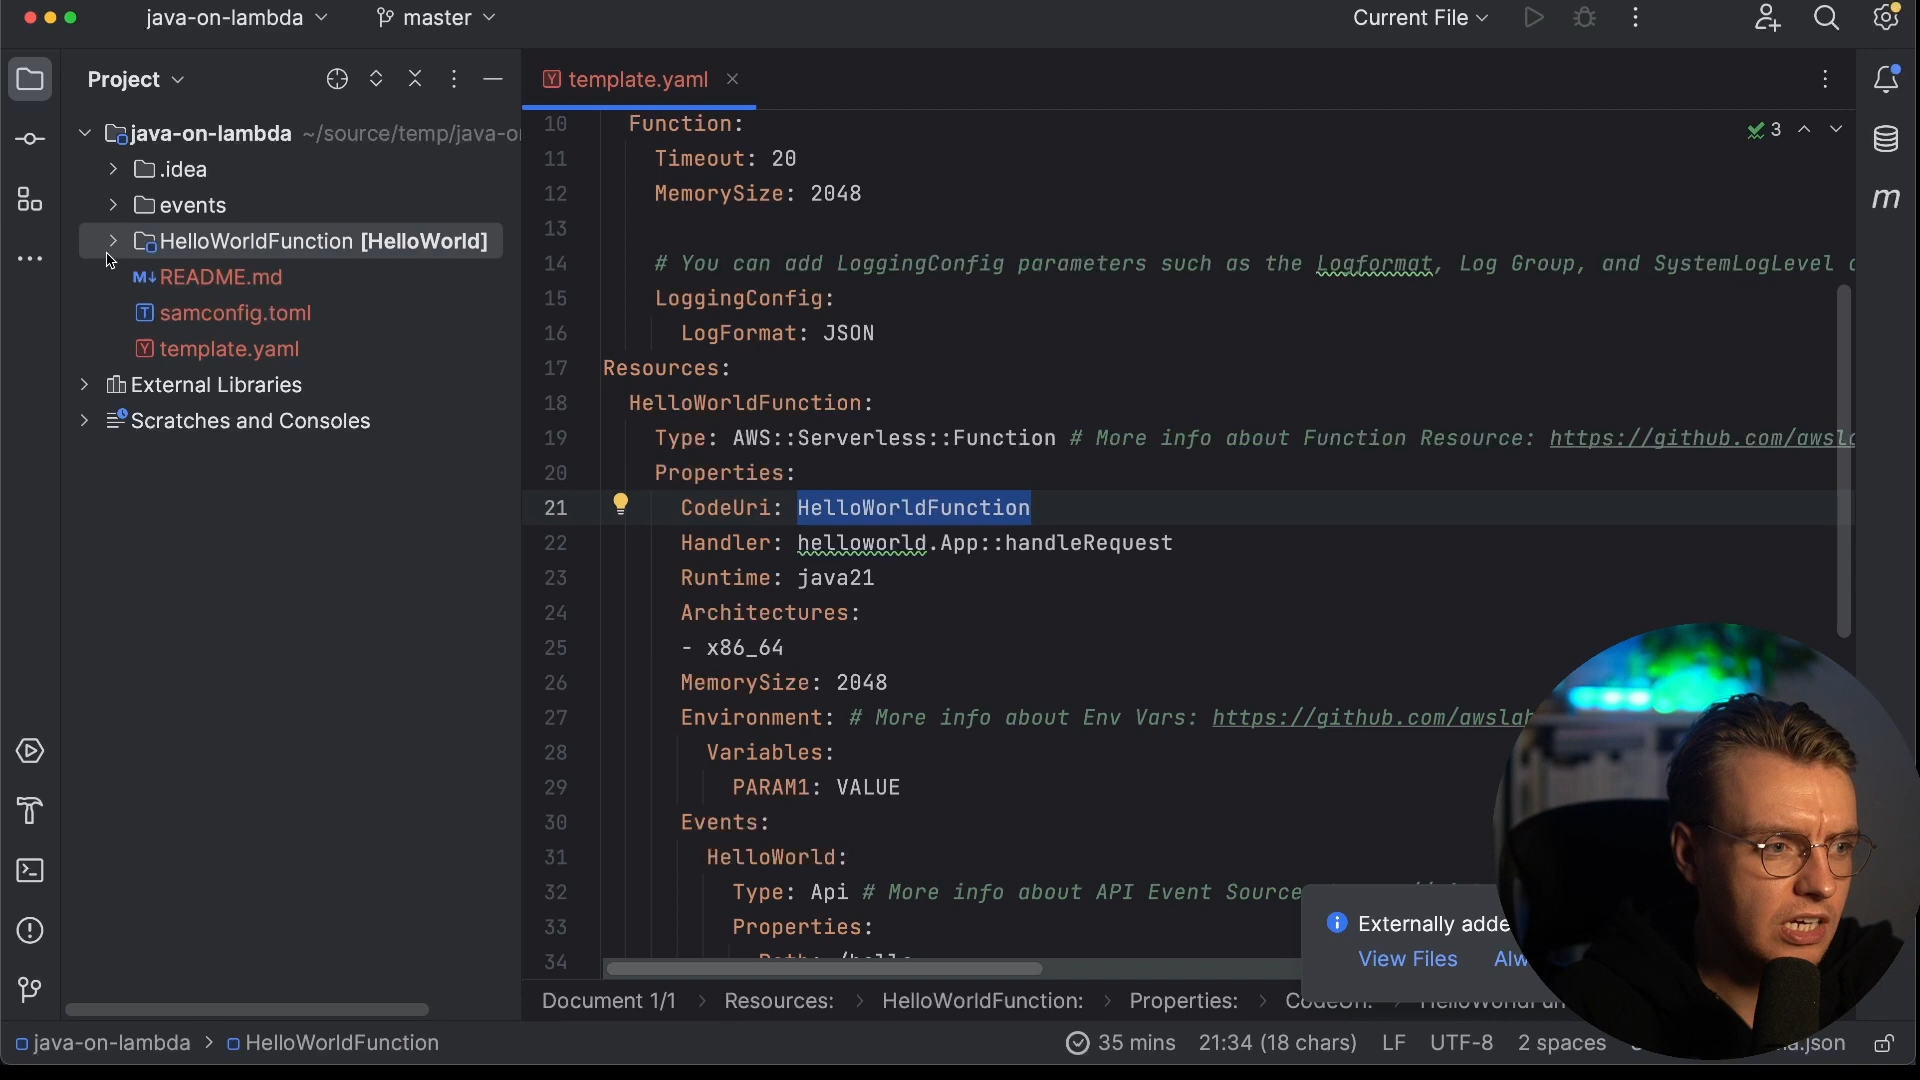 java-on-lambda
master
Current File
Project
java-on-lambda ~/source/temp/java-o
.idea
events
HelloWorldFunction [HelloWorld]
README.md
samconfig.toml
template.yaml
External Libraries
Scratches and Consoles
template.yaml
3
10 Function:
11 Timeout: 20
12 MemorySize: 2048
13
14 # You can add LoggingConfig parameters such as the Logformat, Log Group, and SystemLogLevel
15 LoggingConfig:
16 LogFormat: JSON
17 Resources:
18 HelloWorldFunction:
19 Type: AWS::Serverless::Function # More info about Function Resource: https://github.com/awsl
20 Properties:
21 CodeUri: HelloWorldFunction
22 Handler: helloworld.App::handleRequest
23 Runtime: java21
24 Architectures:
25 - x86_64
26 MemorySize: 2048
27 Environment: # More info about Env Vars: https://github.com/awslab
28 Variables:
29 PARAM1: VALUE
30 Events:
31 HelloWorld:
32 Type: Api # More info about API Event Source
33 Properties:
34
Externally adde
View Files Alw
Document 1/1 > Resources: > HelloWorldFunction: > Properties: >
java-on-lambda > HelloWorldFunction
35 mins 21:34 (18 chars) LF UTF-8 2 spaces